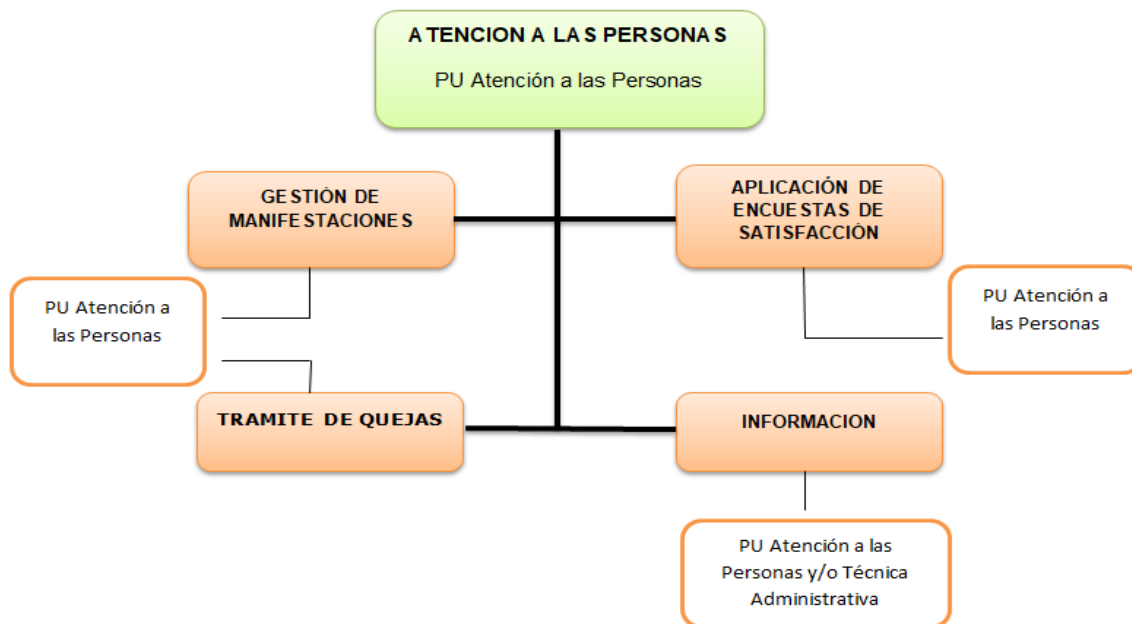 ATENCION A LAS PERSONAS
PU Atención a las Personas
GESTIÓN DE
MANIFESTACIONES
APLICACIÓN DE
ENCUESTAS DE
SATISFACCIÓN
PU Atención a
las Personas
PU Atención a
las Personas
TRAMITE DE QUEJAS
INFORMACION
PU Atención a las
Personas y/o Técnica
Administrativa